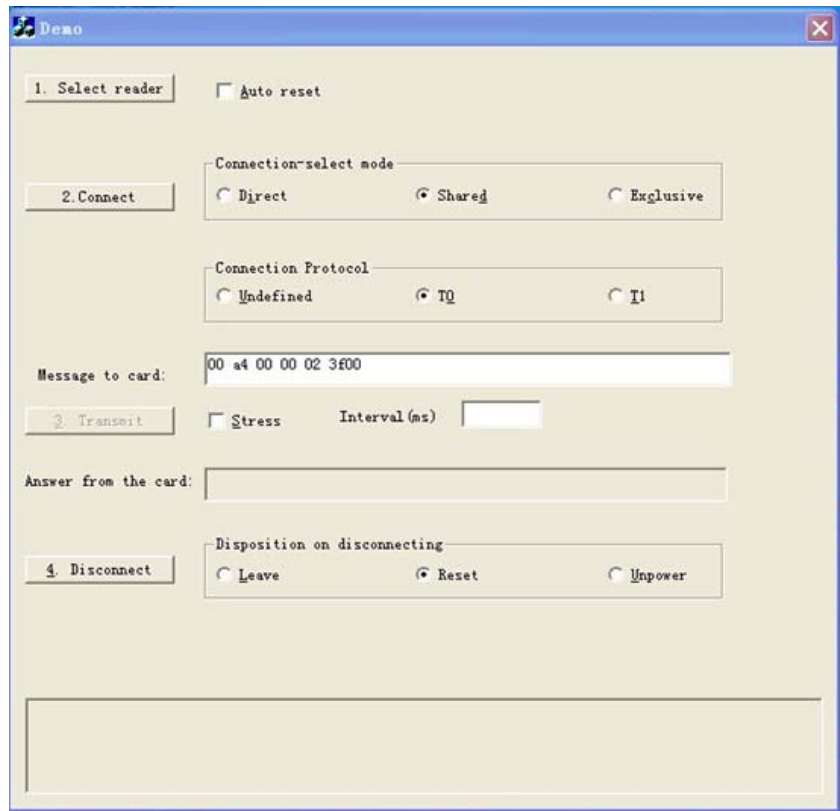 Demo
1. Select reader
Auto reset
Connection-select mode
2.Connect
Direct
Shared
Exclusive
Connection Protocol
Undefined
T0
T1
Message to card:
00 a4 00 00 02 3f00
3. Transmit
Stress
Interval(ms)
Answer from the card:
Disposition on disconnecting
4. Disconnect
Leave
Reset
Unpower